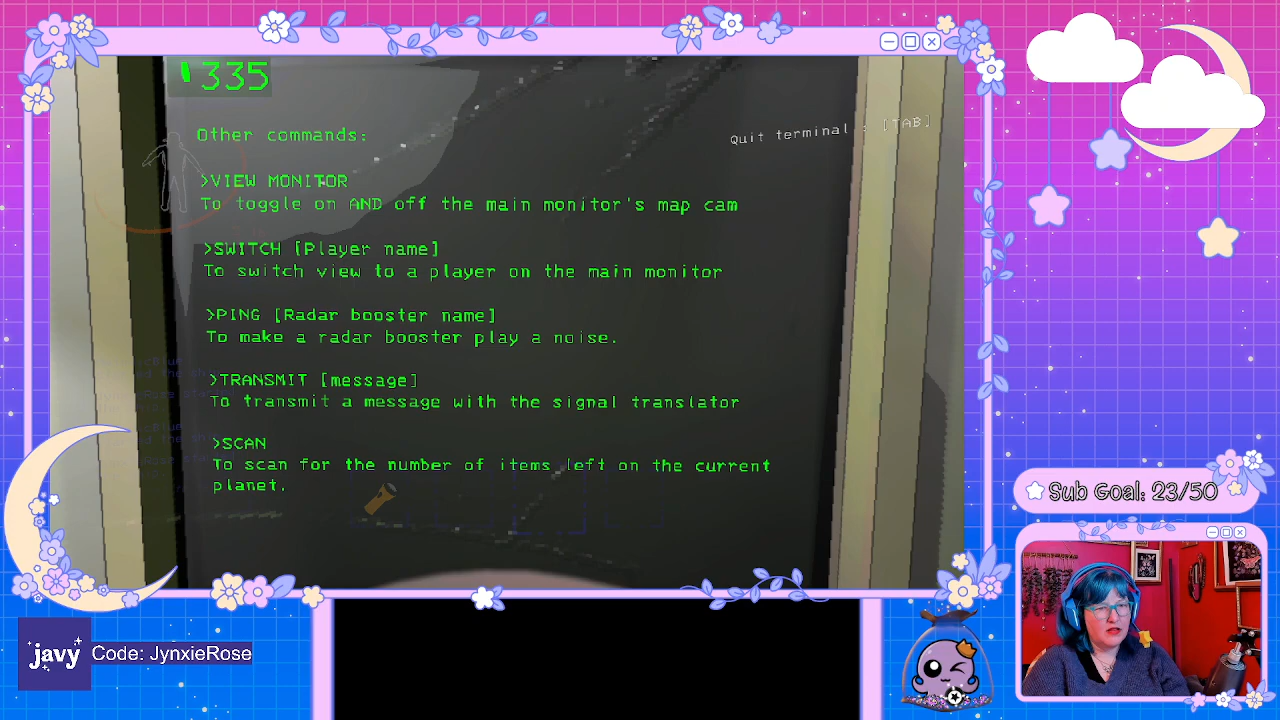 335
Other commands:
Quit terminal : [TAB]
>VIEW MONITOR
To toggle on AND off the main monitor's map cam
>SWITCH [Player name]
To switch view to a player on the main monitor
>PING [Radar booster name]
To make a radar booster play a noise.
>TRANSMIT [message]
To transmit a message with the signal translator
>SCAN
To scan for the number of items left on the current
planet.
Sub Goal: 23/50
javy
Code: JynxieRose